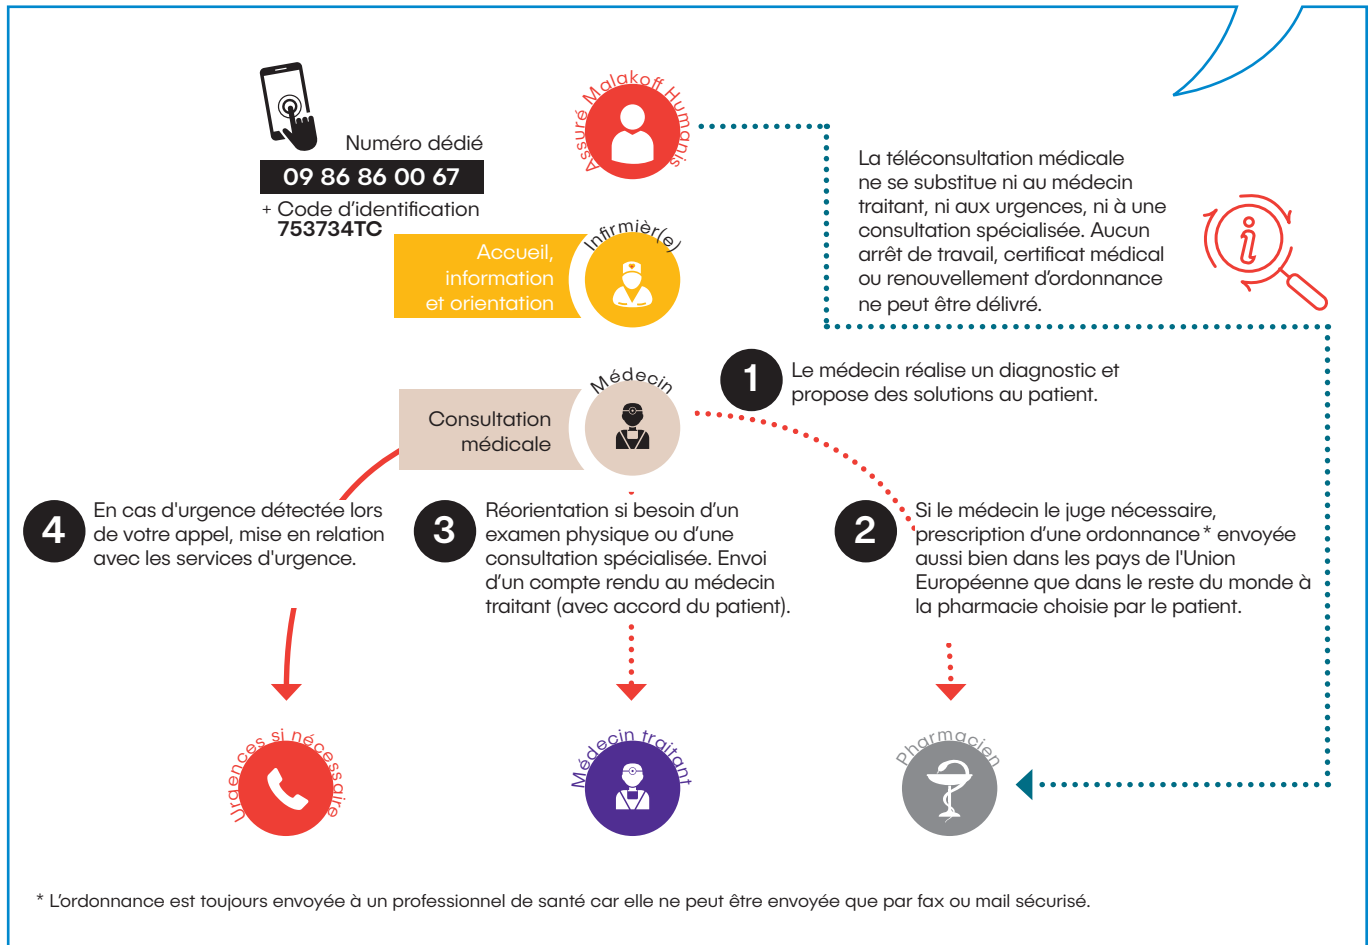 Assuré Malakoff Humanis
Numéro dédié
09 86 86 00 67
+ Code d'identification
753734TC
La téléconsultation médicale
ne se substitue ni au médecin
traitant, ni aux urgences, ni à une
consultation spécialisée. Aucun
arrêt de travail, certificat médical
ou renouvellement d'ordonnance
ne peut être délivré.
i
Infirmièr(e)
Accueil,
information
et orientation
Médecin
Consultation
médicale
1
Le médecin réalise un diagnostic et
propose des solutions au patient.
4
En cas d'urgence détectée lors
de votre appel, mise en relation
avec les services d'urgence.
3
Réorientation si besoin d'un
examen physique ou d'une
consultation spécialisée. Envoi
d'un compte rendu au médecin
traitant (avec accord du patient).
2
Si le médecin le juge nécessaire,
prescription d'une ordonnance * envoyée
aussi bien dans les pays de l'Union
Européenne que dans le reste du monde à
la pharmacie choisie par le patient.
Urgences si nécessaire
Médecin traitant
Pharmacien
* L'ordonnance est toujours envoyée à un professionnel de santé car elle ne peut être envoyée que par fax ou mail sécurisé.